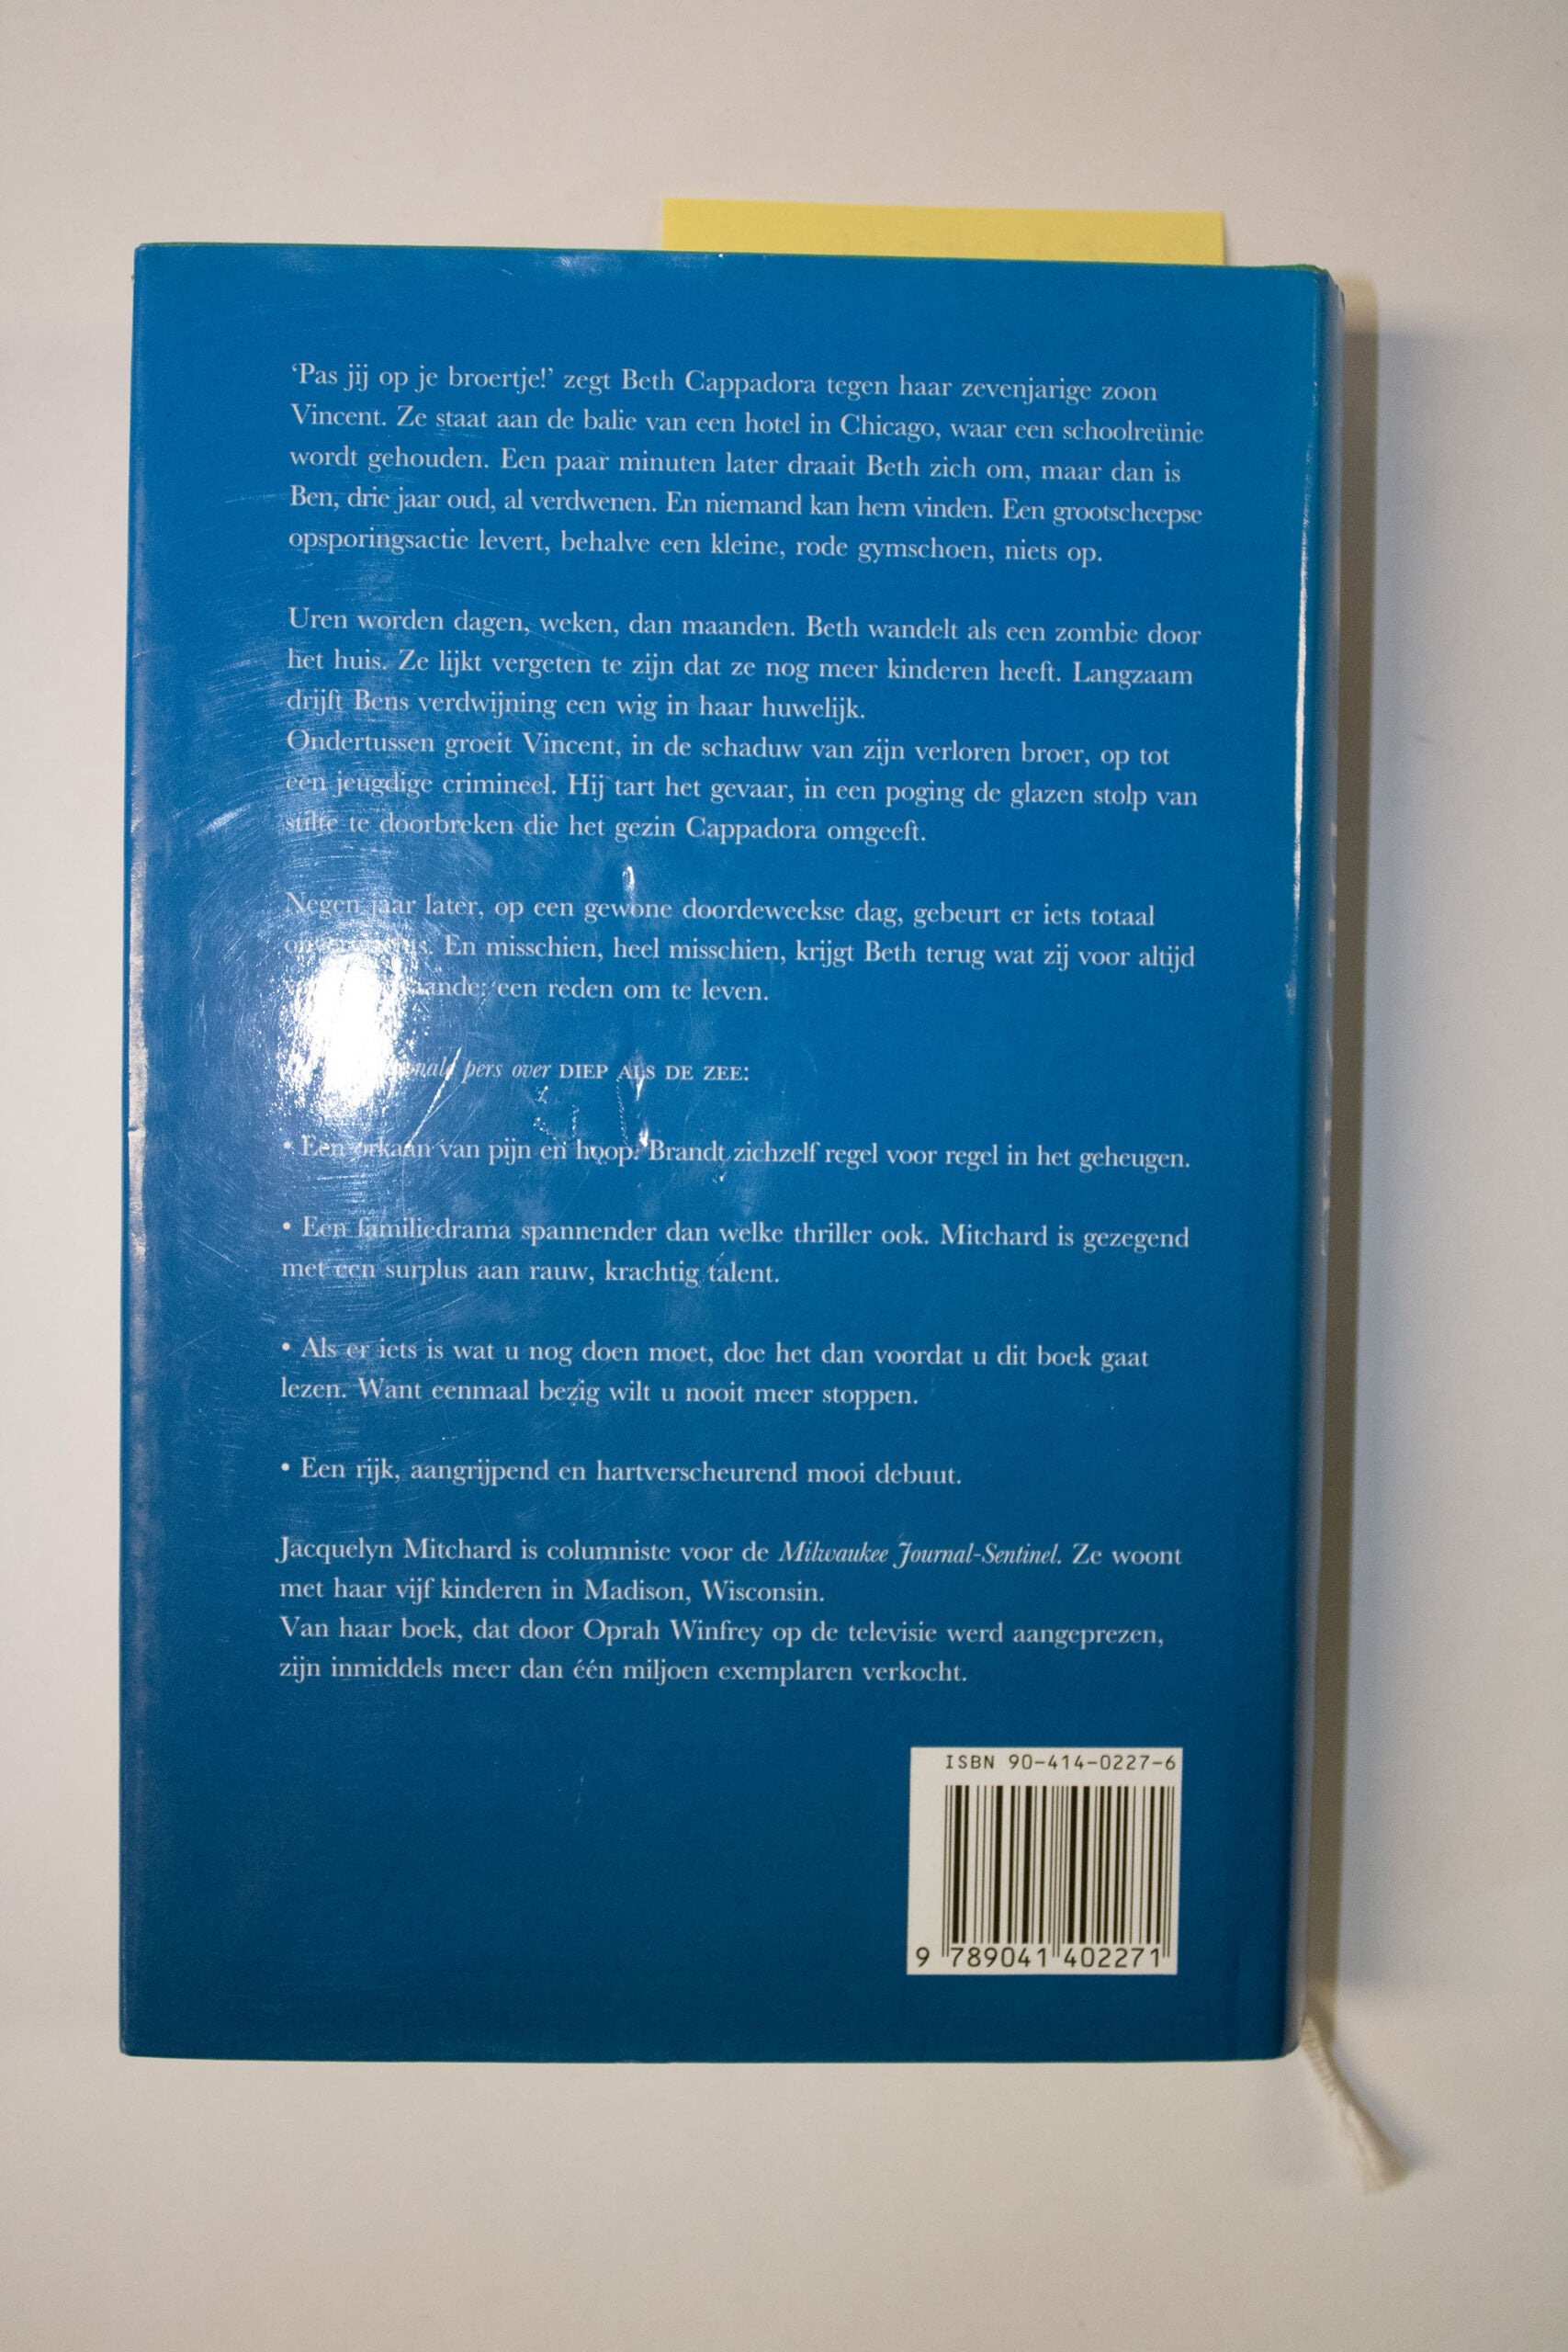 ‘Pas jij op je broertje!’ zegt Beth Cappadora tegen haar zevenjarige zoon
Vincent. Ze staat aan de balie van een hotel in Chicago, waar een schoolreünie
wordt gehouden. Een paar minuten later draait Beth zich om, maar dan is
Ben, drie jaar oud, al verdwenen. En niemand kan hem vinden. Een grootscheepse
opsporingsactie levert, behalve een kleine, rode gymschoen, niets op.
Uren worden dagen, weken, dan maanden. Beth wandelt als een zombie door
het huis. Ze lijkt vergeten te zijn dat ze nog meer kinderen heeft. Langzaam
drijft Bens verdwijning een wig in haar huwelijk.
Ondertussen groeit Vincent, in de schaduw van zijn verloren broer, op tot
een jeugdige crimineel. Hij tart het gevaar, in een poging de glazen stolp van
stilte te doorbreken die het gezin Cappadora omgeeft.
Negen jaar later, op een gewone doordeweekse dag, gebeurt er iets totaal
En misschien, heel misschien, krijgt Beth terug wat zij voor altijd
een reden om te leven.
pers over DIEP ALS DE ZEE:
• Een orkaan van pijn en hoop. Brandt zichzelf regel voor regel in het geheugen.
• Een familiedrama spannender dan welke thriller ook. Mitchard is gezegend
met een surplus aan rauw, krachtig talent.
• Als er iets is wat u nog doen moet, doe het dan voordat u dit boek gaat
lezen. Want eenmaal bezig wilt u nooit meer stoppen.
• Een rijk, aangrijpend en hartverscheurend mooi debuut.
Jacquelyn Mitchard is columniste voor de Milwaukee Journal-Sentinel. Ze woont
met haar vijf kinderen in Madison, Wisconsin.
Van haar boek, dat door Oprah Winfrey op de televisie werd aangeprezen,
zijn inmiddels meer dan één miljoen exemplaren verkocht.
ISBN 90-414-0227-6
9 789041 402271